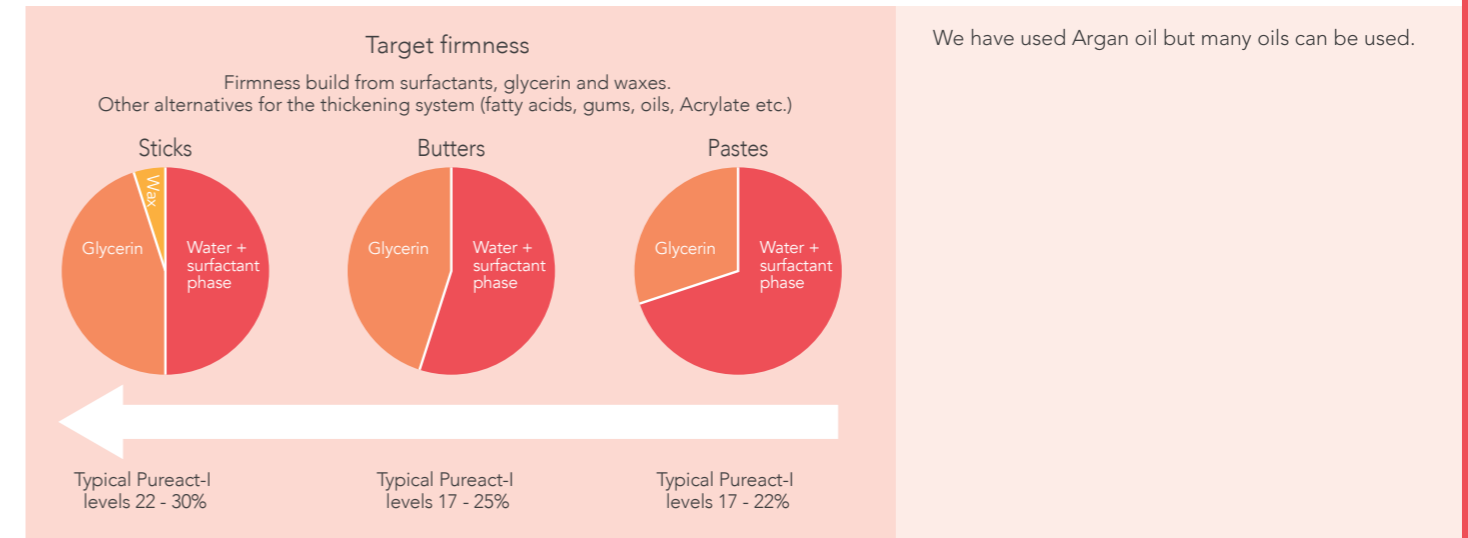 Target firmness
Firmness build from surfactants, glycerin and waxes.
Other alternatives for the thickening system (fatty acids, gums, oils, Acrylate etc.)
Sticks
Wax
Glycerin
Water +
surfactant
phase
Butters
Glycerin
Water +
surfactant
phase
Pastes
Glycerin
Water +
surfactant
phase
Typical Pureact-I
levels 22 - 30%
Typical Pureact-I
levels 17 - 25%
Typical Pureact-I
levels 17 - 22%
We have used Argan oil but many oils can be used.